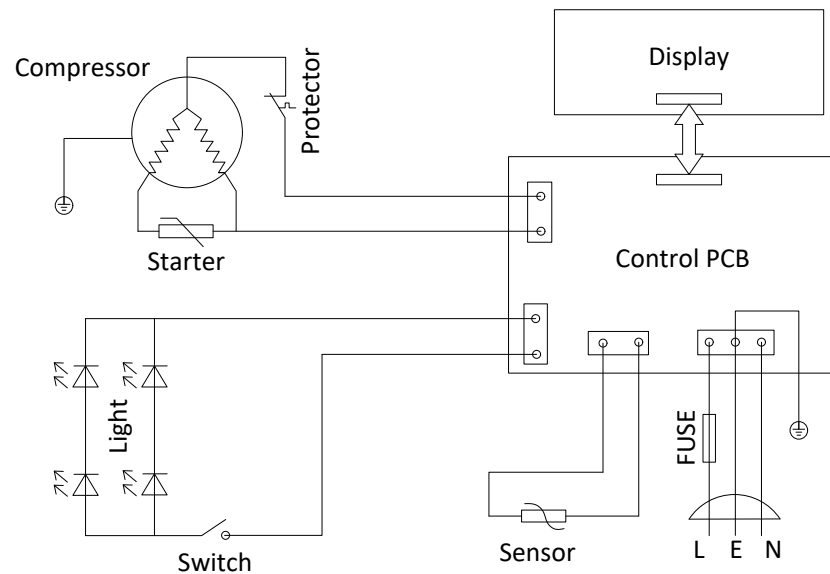 Display
Compressor
Protector
Starter
Control PCB
Light
FUSE
Switch
Sensor
L E N